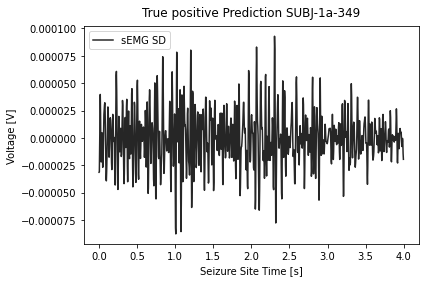 True positive Prediction SUBJ-1a-349
sEMG SD
Voltage [V]
0.000100
0.000075
0.000050
0.000025
0.000000
−0.000025
−0.000050
−0.000075
0.0 0.5 1.0 1.5 2.0 2.5 3.0 3.5 4.0
Seizure Site Time [s]